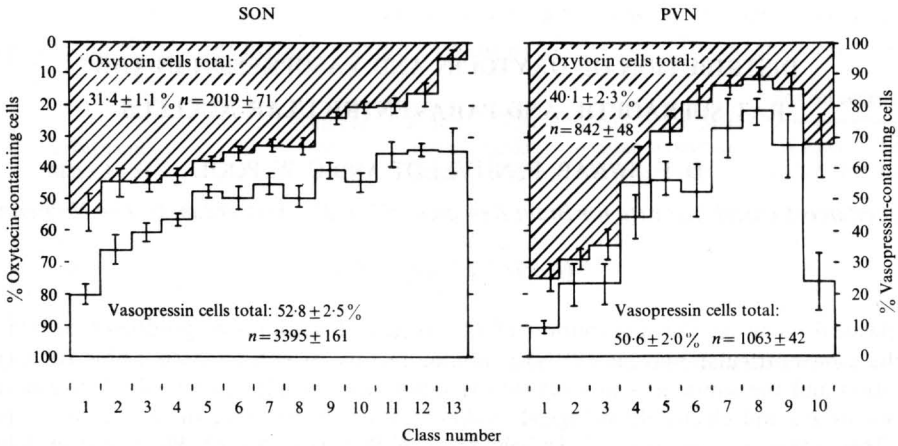 SON
PVN
% Oxytocin-containing cells
0
10
20
30
40
50
60
70
80
90
100
Oxytocin cells total:
31·4 ± 1·1 % n = 2019 ± 71
Vasopressin cells total: 52·8 ± 2·5 %
n = 3395 ± 161
Oxytocin cells total:
40·1 ± 2·3 %
n = 842 ± 48
Vasopressin cells total:
50·6 ± 2·0 % n = 1063 ± 42
100
90
80
70
60
50
40
30
20
10
0
% Vasopressin-containing cells
1 2 3 4 5 6 7 8 9 10 11 12 13
1 2 3 4 5 6 7 8 9 10
Class number